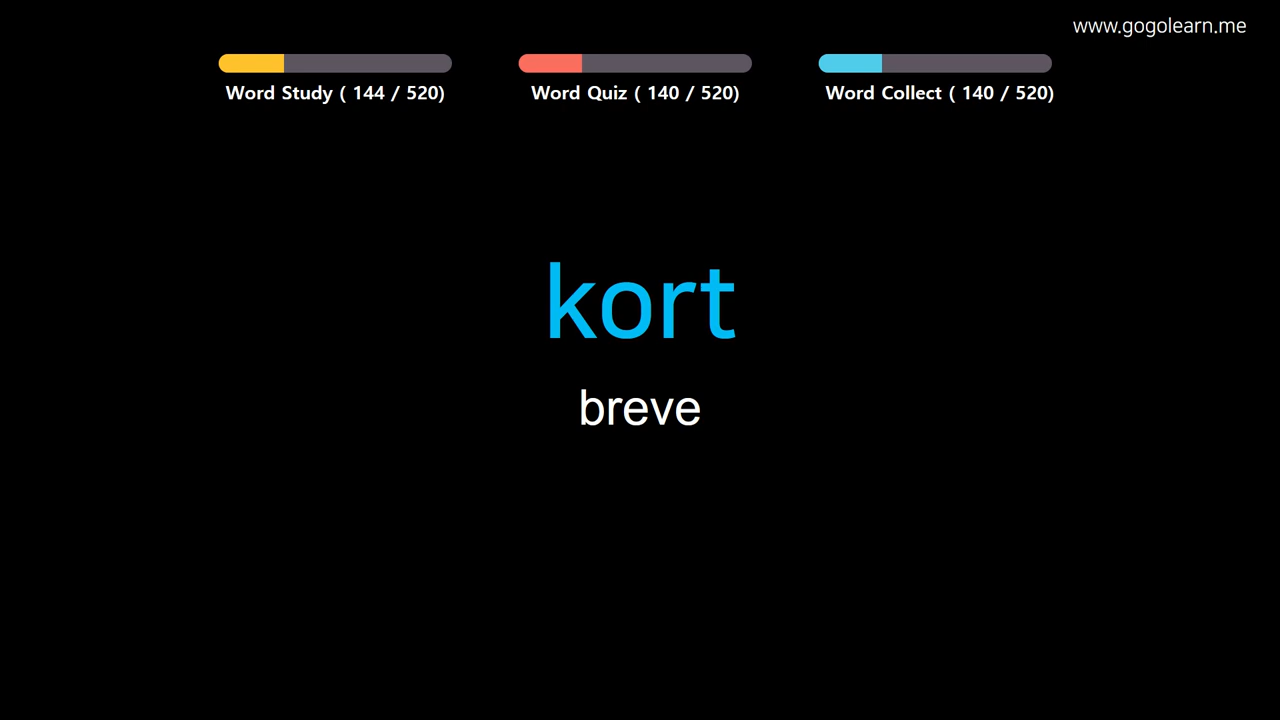 www.gogolearn.me
Word Study ( 144 / 520)
Word Quiz ( 140 / 520)
Word Collect ( 140 / 520)
kort
breve